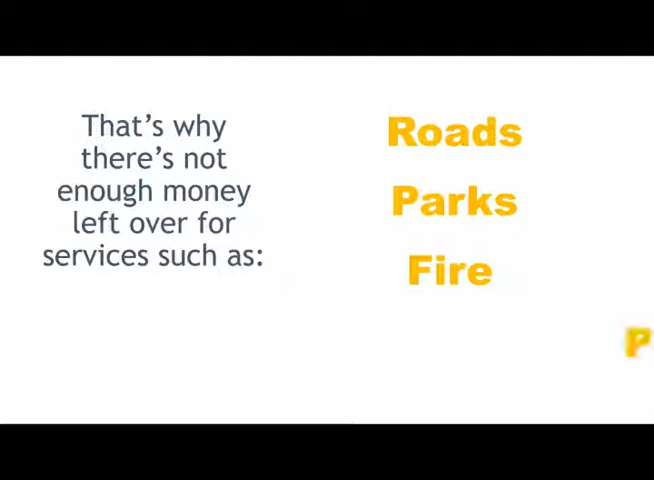 That's why
there's not
enough money
left over for
services such as:
Roads
Parks
Fire
P